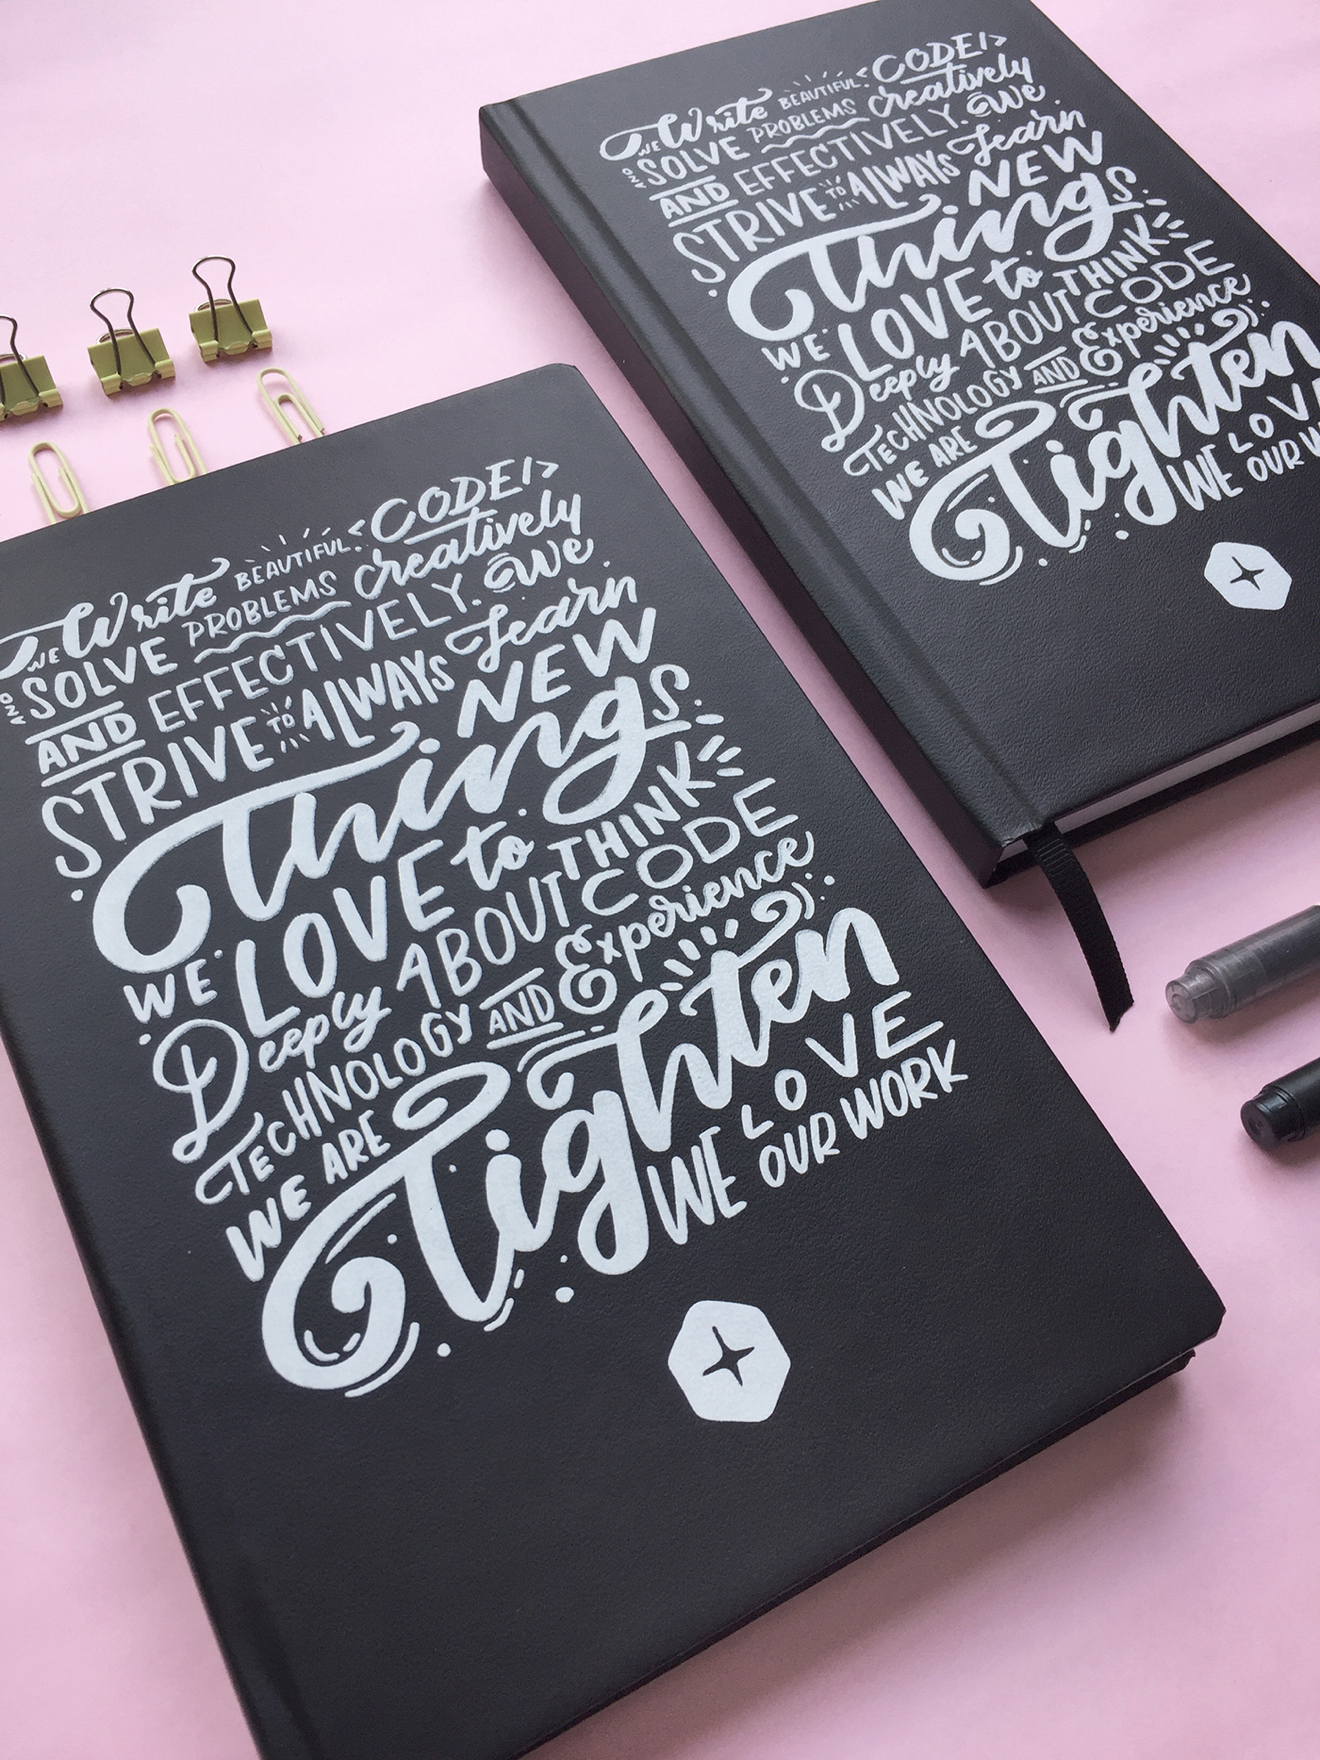 WE Write BEAUTIFUL <CODE/>
AND SOLVE PROBLEMS creatively
AND EFFECTIVELY. We
STRIVE TO ALWAYS Learn
NEW
Things.
WE LOVE to THINK
Deeply ABOUT CODE
TECHNOLOGY AND Experience
WE ARE Tighten
WE LOVE
OUR WORK
WE Write BEAUTIFUL <CODE/>
AND SOLVE PROBLEMS creatively
AND EFFECTIVELY. We
STRIVE TO ALWAYS Learn
NEW
Things.
WE LOVE to THINK
Deeply ABOUT CODE
TECHNOLOGY AND Experience
WE ARE Tighten
WE LOV
OUR W